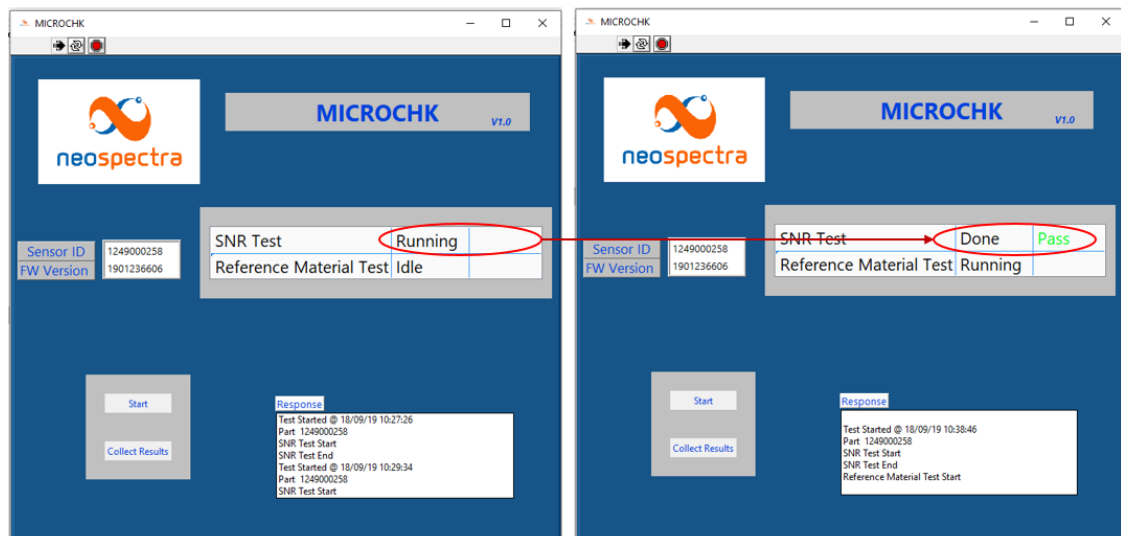 MICROCHK
neospectra
MICROCHK
V1.0
SNR Test Running
Reference Material Test Idle
Sensor ID 1249000258
FW Version 1901236606
Start
Collect Results
Response
Test Started @ 18/09/19 10:27:26
Part 1249000258
SNR Test Start
SNR Test End
Test Started @ 18/09/19 10:29:34
Part 1249000258
SNR Test Start
MICROCHK
neospectra
MICROCHK
V1.0
SNR Test Done Pass
Reference Material Test Running
Sensor ID 1249000258
FW Version 1901236606
Start
Collect Results
Response
Test Started @ 18/09/19 10:38:46
Part 1249000258
SNR Test Start
SNR Test End
Reference Material Test Start